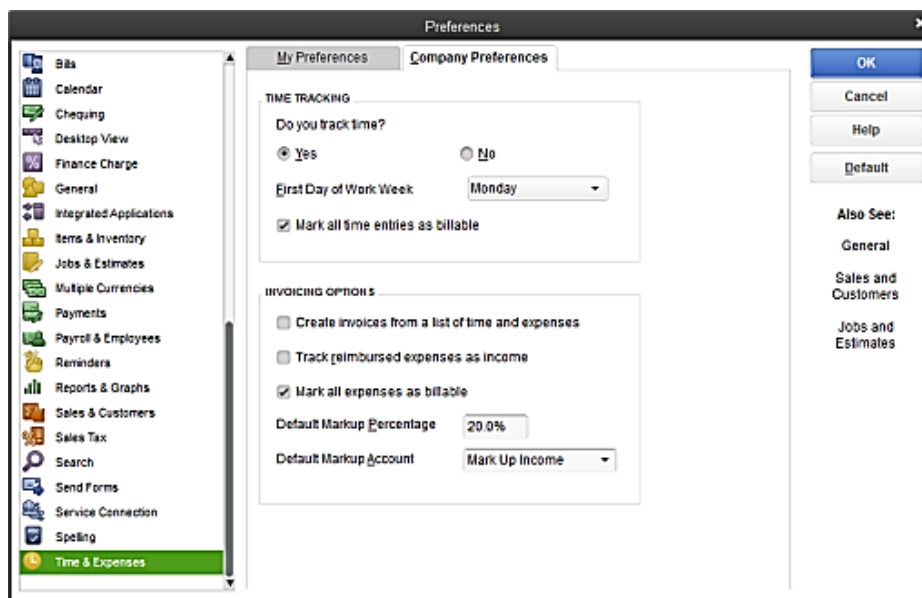 Preferences
Bills
Calendar
Chequing
Desktop View
Finance Charge
General
Integrated Applications
Items & Inventory
Jobs & Estimates
Multiple Currencies
Payments
Payroll & Employees
Reminders
Reports & Graphs
Sales & Customers
Sales Tax
Search
Send Forms
Service Connection
Spelling
Time & Expenses
My Preferences
Company Preferences
TIME TRACKING
Do you track time?
Yes
No
First Day of Work Week
Monday
Mark all time entries as billable
INVOICING OPTIONS
Create invoices from a list of time and expenses
Track reimbursed expenses as income
Mark all expenses as billable
Default Markup Percentage
20.0%
Default Markup Account
Mark Up Income
OK
Cancel
Help
Default
Also See:
General
Sales and
Customers
Jobs and
Estimates